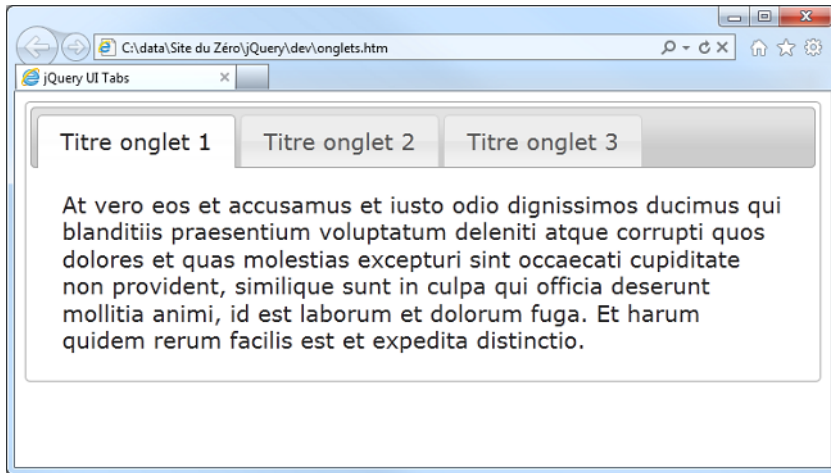 C:\data\Site du Zéro\jQuery\dev\onglets.htm
jQuery UI Tabs
Titre onglet 1
Titre onglet 2
Titre onglet 3
At vero eos et accusamus et iusto odio dignissimos ducimus qui
blanditiis praesentium voluptatum deleniti atque corrupti quos
dolores et quas molestias excepturi sint occaecati cupiditate
non provident, similique sunt in culpa qui officia deserunt
mollitia animi, id est laborum et dolorum fuga. Et harum
quidem rerum facilis est et expedita distinctio.